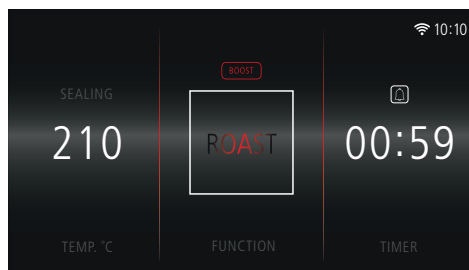 10:10
BOOST
SEALING
210
ROAST
00:59
TEMP. °C
FUNCTION
TIMER